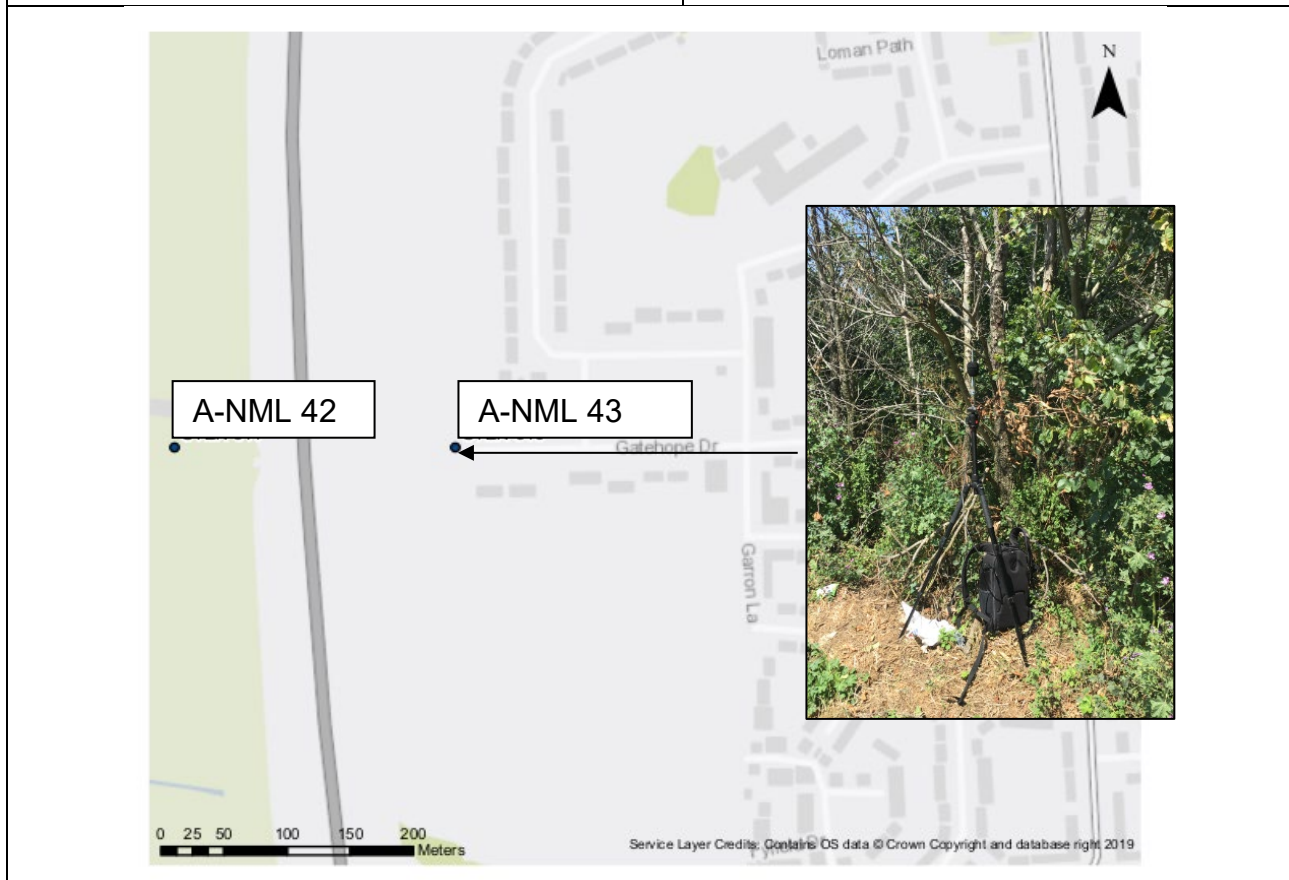 Loman Path
N
A-NML 42
A-NML 43
Gatehope Dr
Garron La
0 25 50 100 150 200
Meters
Service Layer Credits: Contains OS data © Crown Copyright and database right 2019